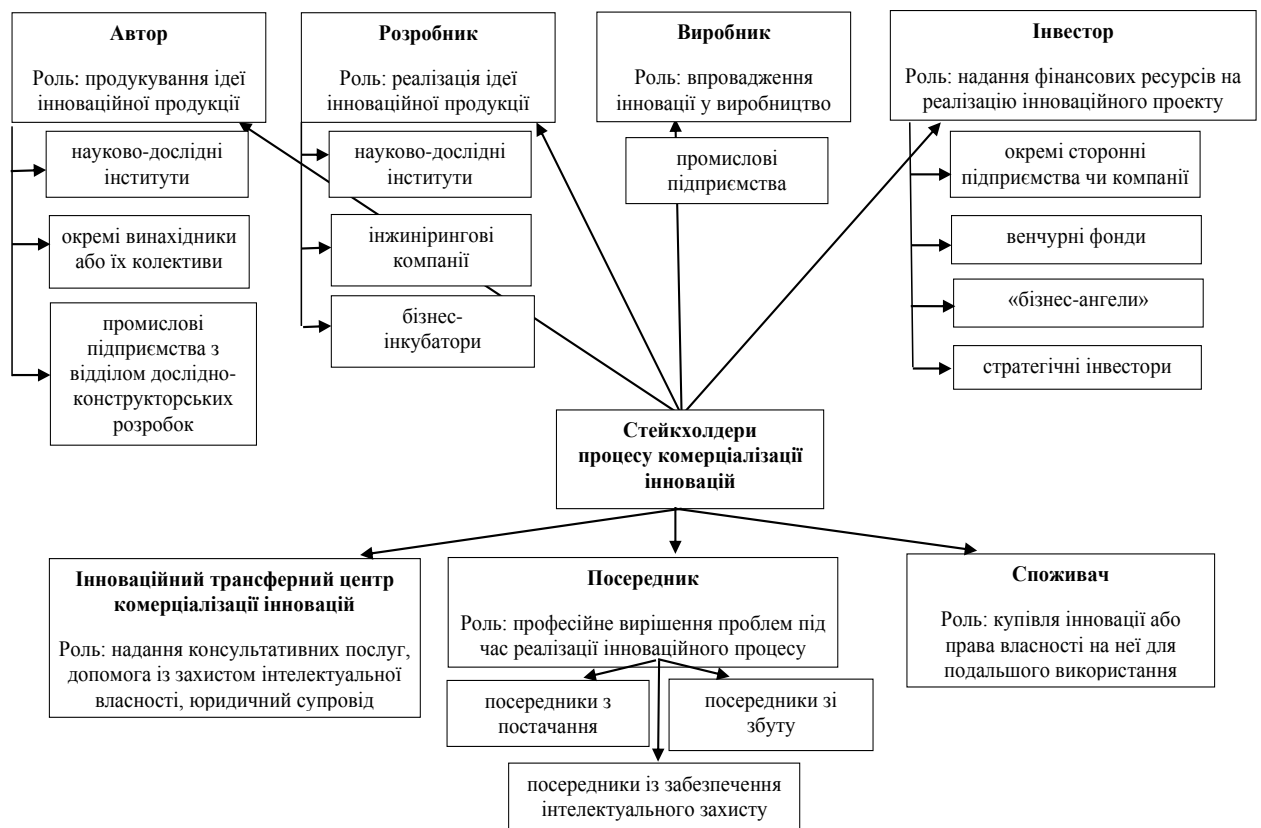 Автор
Роль: продукування ідеї
інноваційної продукції
науково-дослідні
інститути
окремі винахідники
або їх колективи
промислові
підприємства з
відділом дослідно-
конструкторських
розробок
Розробник
Роль: реалізація ідеї
інноваційної продукції
науково-дослідні
інститути
інжинірингові
компанії
бізнес-
інкубатори
Виробник
Роль: впровадження
інновації у виробництво
промислові
підприємства
Інвестор
Роль: надання фінансових ресурсів на
реалізацію інноваційного проекту
окремі сторонні
підприємства чи компанії
венчурні фонди
«бізнес-ангели»
стратегічні інвестори
Стейкхолдери
процесу комерціалізації
інновацій
Інноваційний трансферний центр
комерціалізації інновацій
Роль: надання консультативних послуг,
допомога із захистом інтелектуальної
власності, юридичний супровід
Посередник
Роль: професійне вирішення проблем під
час реалізації інноваційного процесу
посередники з
постачання
посередники зі
збуту
посередники із забезпечення
інтелектуального захисту
Споживач
Роль: купівля інновації або
права власності на неї для
подальшого використання